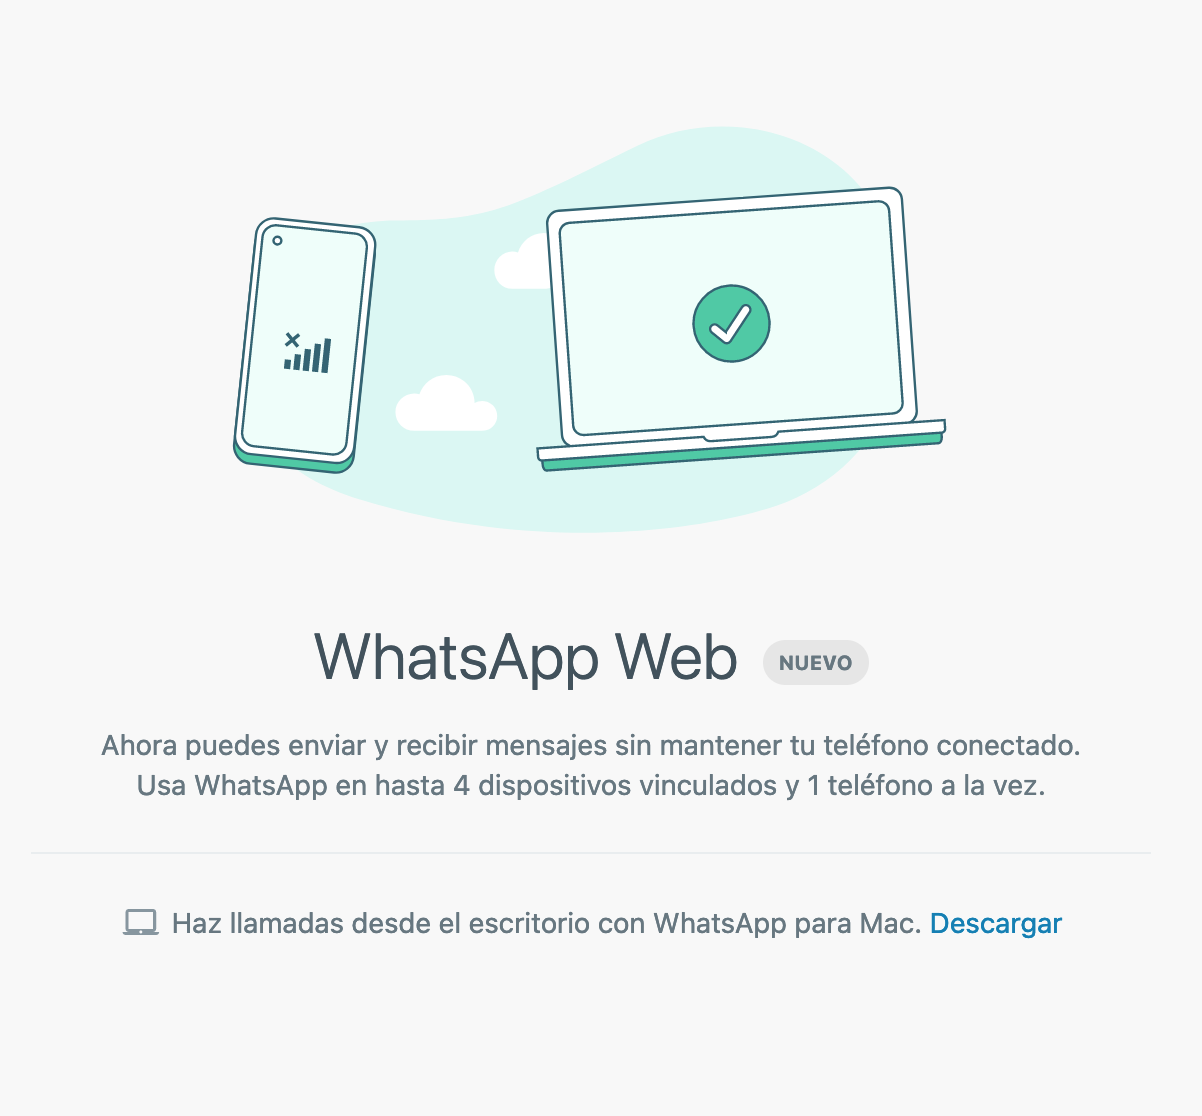 WhatsApp Web NUEVO
Ahora puedes enviar y recibir mensajes sin mantener tu teléfono conectado.
Usa WhatsApp en hasta 4 dispositivos vinculados y 1 teléfono a la vez.
Haz llamadas desde el escritorio con WhatsApp para Mac. Descargar